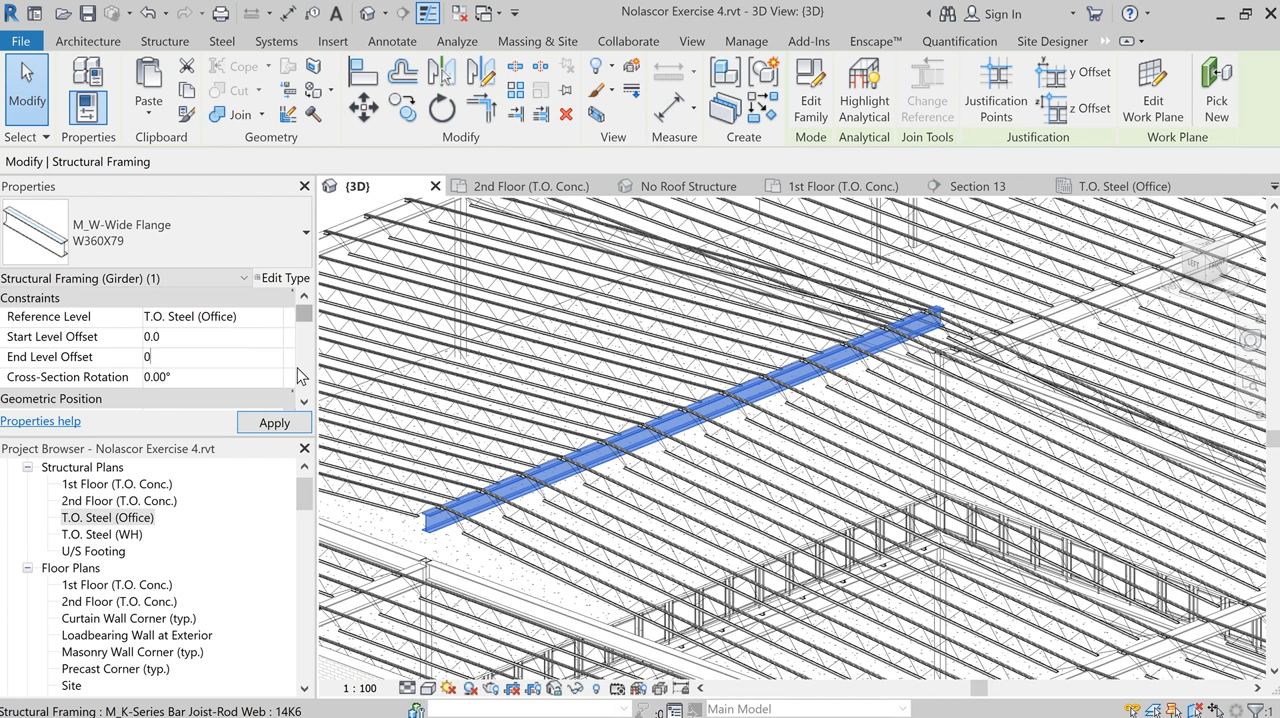 Nolascor Exercise 4.rvt - 3D View: {3D}
Sign In
File Architecture Structure Steel Systems Insert Annotate Analyze Massing & Site Collaborate View Manage Add-Ins Enscape™ Quantification Site Designer
Modify
Select
Properties
Paste
Clipboard
Cope
Cut
Join
Geometry
Modify
View
Measure
Create
Edit
Family
Mode
Highlight
Analytical
Analytical
Change
Reference
Join Tools
Justification
Points
y Offset
z Offset
Justification
Edit
Work Plane
Work Plane
Pick
New
Modify | Structural Framing
Properties
{3D}
2nd Floor (T.O. Conc.)
No Roof Structure
1st Floor (T.O. Conc.)
Section 13
T.O. Steel (Office)
M_W-Wide Flange
W360X79
Structural Framing (Girder) (1)
Edit Type
Constraints
Reference Level T.O. Steel (Office)
Start Level Offset 0.0
End Level Offset 0
Cross-Section Rotation 0.00°
Geometric Position
Properties help
Apply
Project Browser - Nolascor Exercise 4.rvt
Structural Plans
1st Floor (T.O. Conc.)
2nd Floor (T.O. Conc.)
T.O. Steel (Office)
T.O. Steel (WH)
U/S Footing
Floor Plans
1st Floor (T.O. Conc.)
2nd Floor (T.O. Conc.)
Curtain Wall Corner (typ.)
Loadbearing Wall at Exterior
Masonry Wall Corner (typ.)
Precast Corner (typ.)
Site
1 : 100
Structural Framing : M_K-Series Bar Joist-Rod Web : 14K6
:0
Main Model
:1